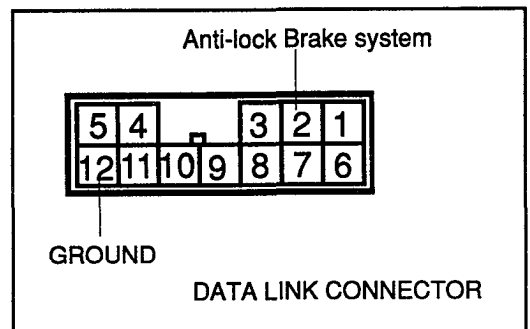 Anti-lock Brake system
5 4 3 2 1
12 11 10 9 8 7 6
GROUND
DATA LINK CONNECTOR